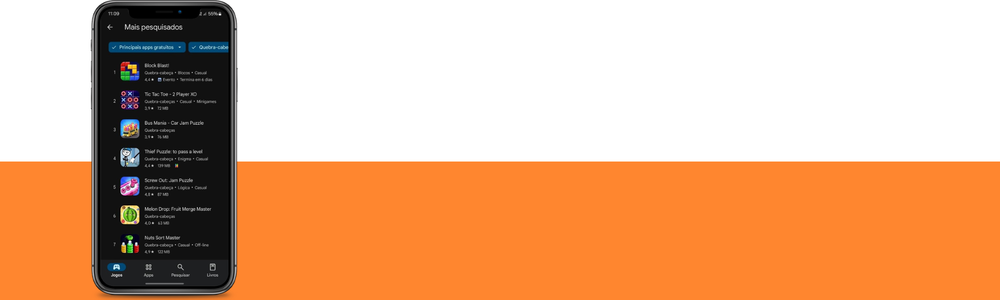 11:09
55%
Mais pesquisados
Principais apps gratuitos
Quebra-cabe
1
Block Blast!
Quebra-cabeça • Blocos • Casual
4,4 ★ Evento • Termina em 6 dias
2
Tic Tac Toe - 2 Player XO
Quebra-cabeças • Casual • Minigames
3,9 ★ 72 MB
3
Bus Mania - Car Jam Puzzle
Quebra-cabeças
3,9 ★ 76 MB
4
Thief Puzzle: to pass a level
Quebra-cabeça • Enigma • Casual
4,4 ★ 139 MB
5
Screw Out: Jam Puzzle
Quebra-cabeça • Lógica • Casual
4,8 ★ 87 MB
6
Melon Drop: Fruit Merge Master
Quebra-cabeças
4,0 ★ 63 MB
7
Nuts Sort Master
Quebra-cabeça • Casual • Off-line
4,9 ★ 122 MB
Jogos
Apps
Pesquisar
Livros